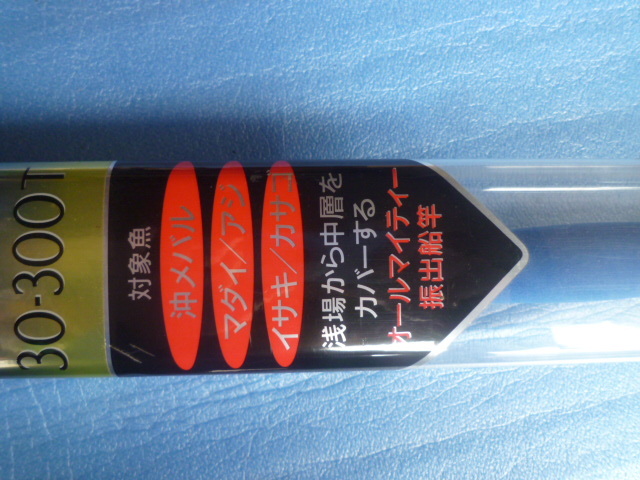 30-300T
対象魚
沖メバル
マダイ/アジ
イサキ/カサゴ
浅場から中層を
カバーする
オールマイティー
振出船竿